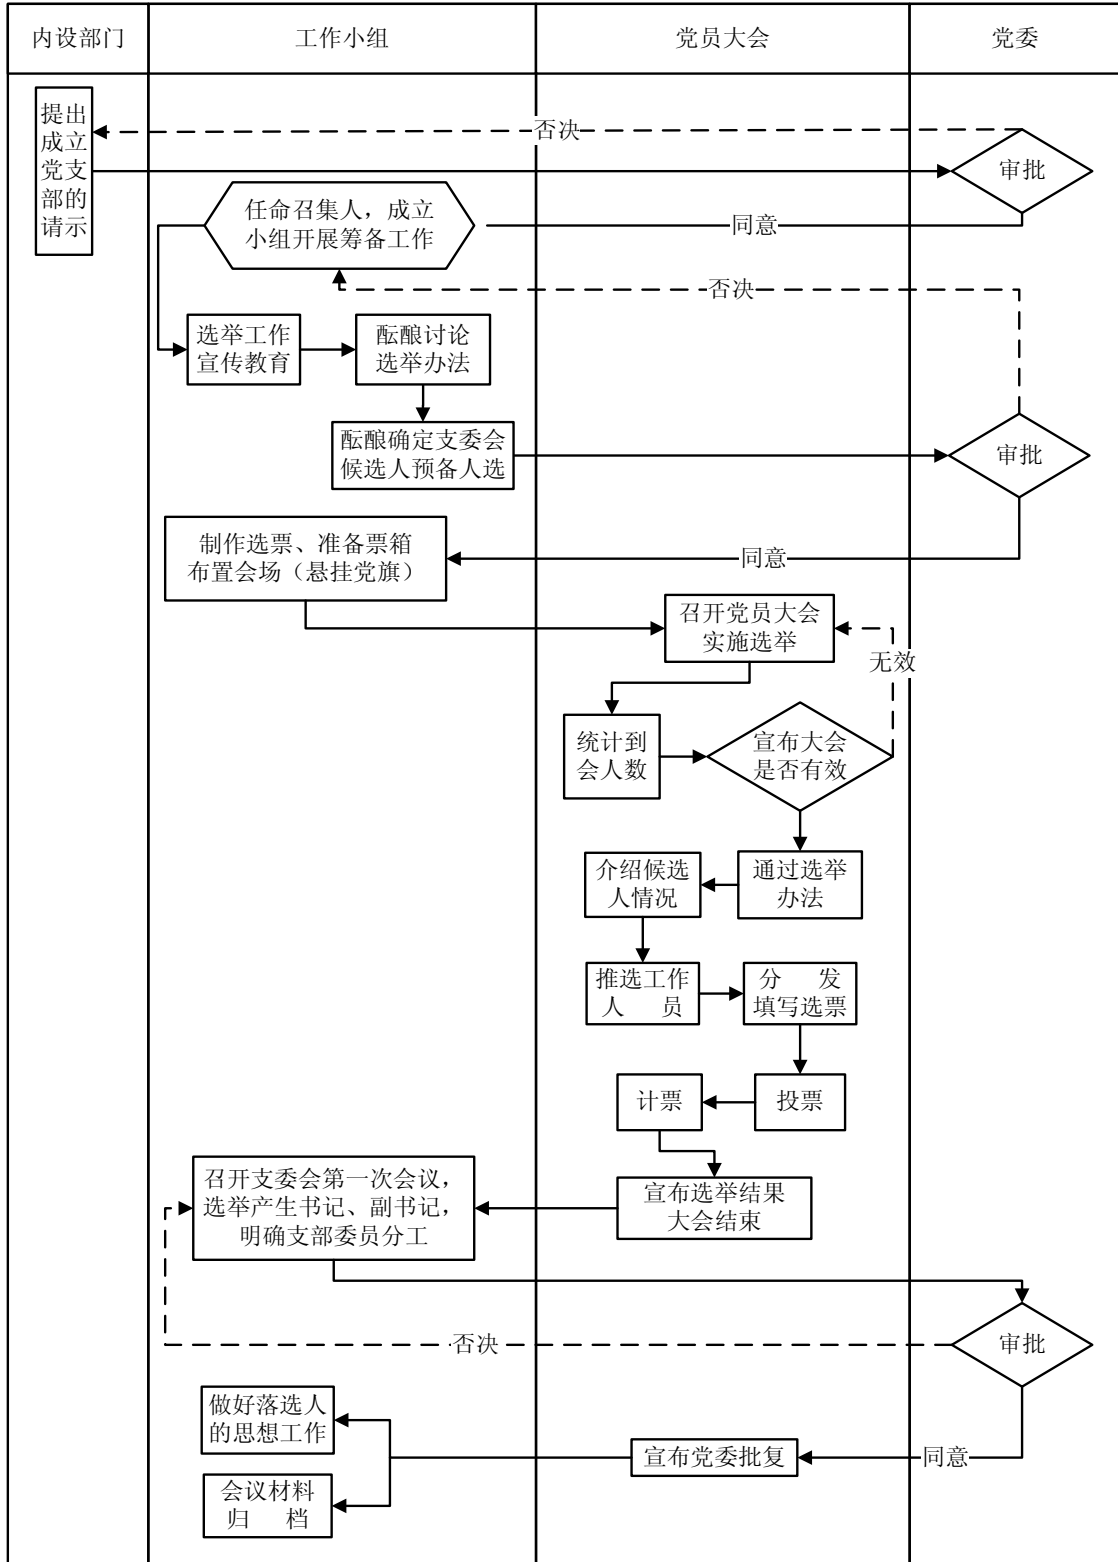 内设部门
工作小组
党员大会
党委
提出
成立
党支
部的
请示
否决
审批
任命召集人，成立
小组开展筹备工作
同意
否决
选举工作
宣传教育
酝酿讨论
选举办法
酝酿确定支委会
候选人预备人选
审批
制作选票、准备票箱
布置会场（悬挂党旗）
同意
召开党员大会
实施选举
无效
统计到
会人数
宣布大会
是否有效
介绍候选
人情况
通过选举
办法
推选工作
人 员
分 发
填写选票
计票
投票
召开支委会第一次会议，
选举产生书记、副书记，
明确支部委员分工
宣布选举结果
大会结束
否决
审批
做好落选人
的思想工作
宣布党委批复
同意
会议材料
归 档